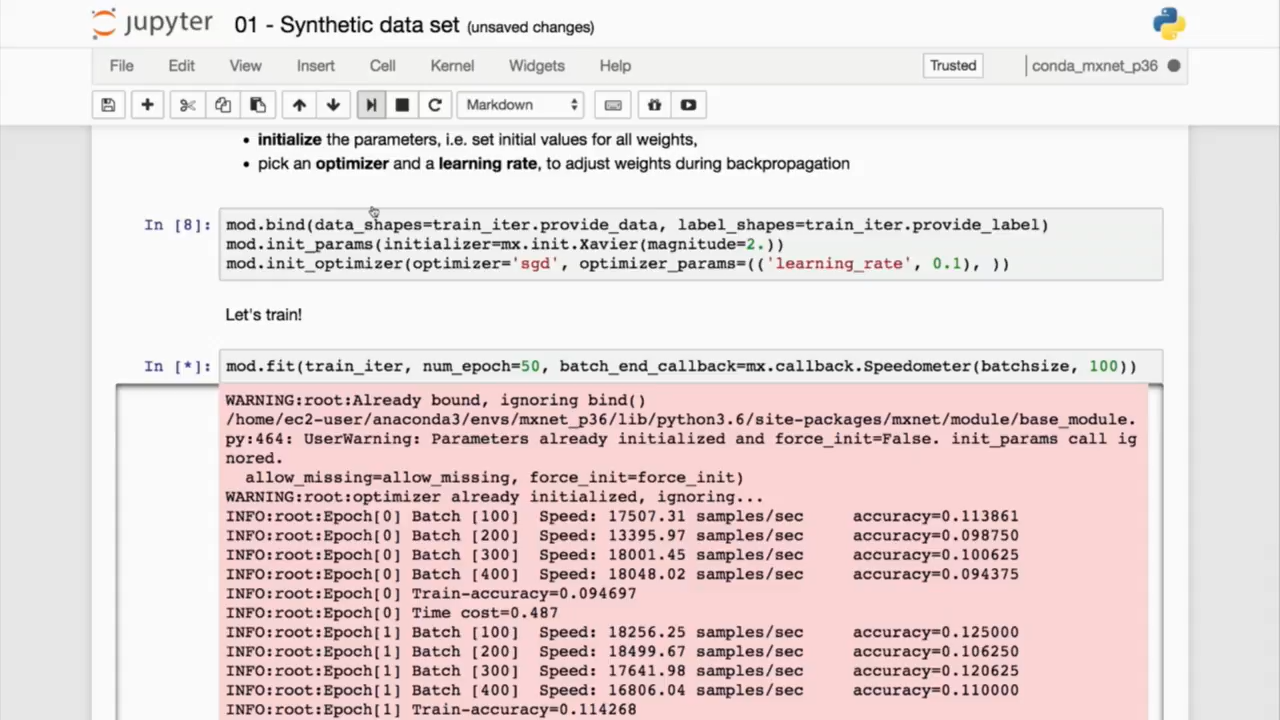 jupyter 01 - Synthetic data set (unsaved changes)
File Edit View Insert Cell Kernel Widgets Help Trusted conda_mxnet_p36
Markdown
• initialize the parameters, i.e. set initial values for all weights,
• pick an optimizer and a learning rate, to adjust weights during backpropagation
In [8]: mod.bind(data_shapes=train_iter.provide_data, label_shapes=train_iter.provide_label)
mod.init_params(initializer=mx.init.Xavier(magnitude=2.))
mod.init_optimizer(optimizer='sgd', optimizer_params=(('learning_rate', 0.1), ))
Let's train!
In [*]: mod.fit(train_iter, num_epoch=50, batch_end_callback=mx.callback.Speedometer(batchsize, 100))
WARNING:root:Already bound, ignoring bind()
/home/ec2-user/anaconda3/envs/mxnet_p36/lib/python3.6/site-packages/mxnet/module/base_module.
py:464: UserWarning: Parameters already initialized and force_init=False. init_params call ig
nored.
allow_missing=allow_missing, force_init=force_init)
WARNING:root:optimizer already initialized, ignoring...
INFO:root:Epoch[0] Batch [100] Speed: 17507.31 samples/sec accuracy=0.113861
INFO:root:Epoch[0] Batch [200] Speed: 13395.97 samples/sec accuracy=0.098750
INFO:root:Epoch[0] Batch [300] Speed: 18001.45 samples/sec accuracy=0.100625
INFO:root:Epoch[0] Batch [400] Speed: 18048.02 samples/sec accuracy=0.094375
INFO:root:Epoch[0] Train-accuracy=0.094697
INFO:root:Epoch[0] Time cost=0.487
INFO:root:Epoch[1] Batch [100] Speed: 18256.25 samples/sec accuracy=0.125000
INFO:root:Epoch[1] Batch [200] Speed: 18499.67 samples/sec accuracy=0.106250
INFO:root:Epoch[1] Batch [300] Speed: 17641.98 samples/sec accuracy=0.120625
INFO:root:Epoch[1] Batch [400] Speed: 16806.04 samples/sec accuracy=0.110000
INFO:root:Epoch[1] Train-accuracy=0.114268